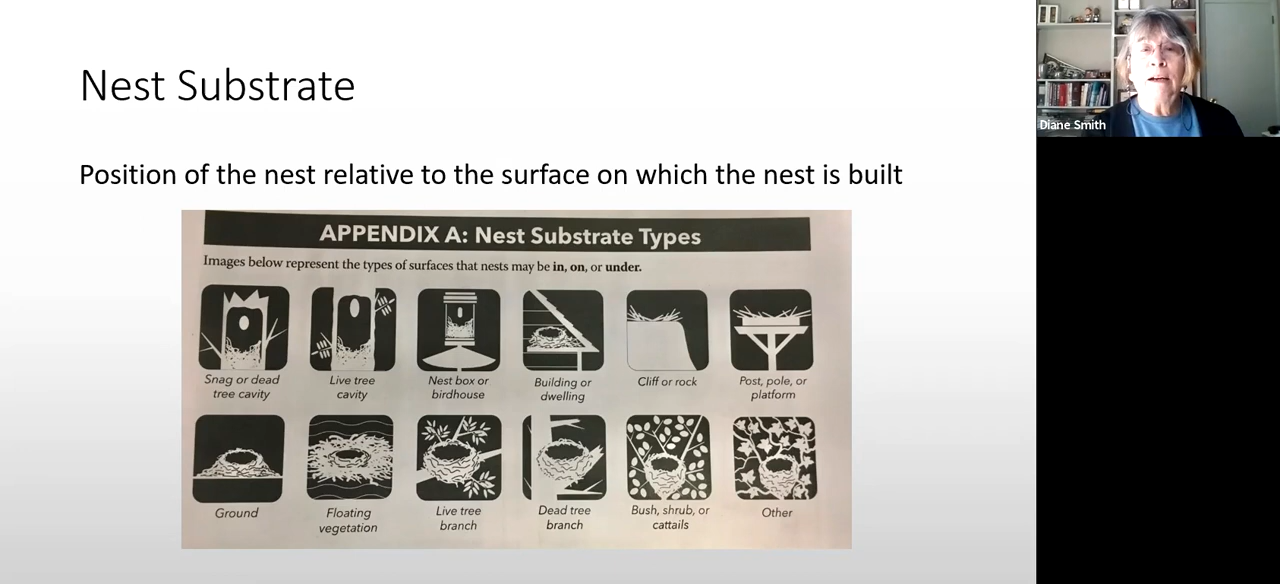 Nest Substrate
Diane Smith
Position of the nest relative to the surface on which the nest is built
APPENDIX A: Nest Substrate Types
Images below represent the types of surfaces that nests may be in, on, or under.
Snag or dead
tree cavity
Live tree
cavity
Nest box or
birdhouse
Building or
dwelling
Cliff or rock
Post, pole, or
platform
Ground
Floating
vegetation
Live tree
branch
Dead tree
branch
Bush, shrub, or
cattails
Other